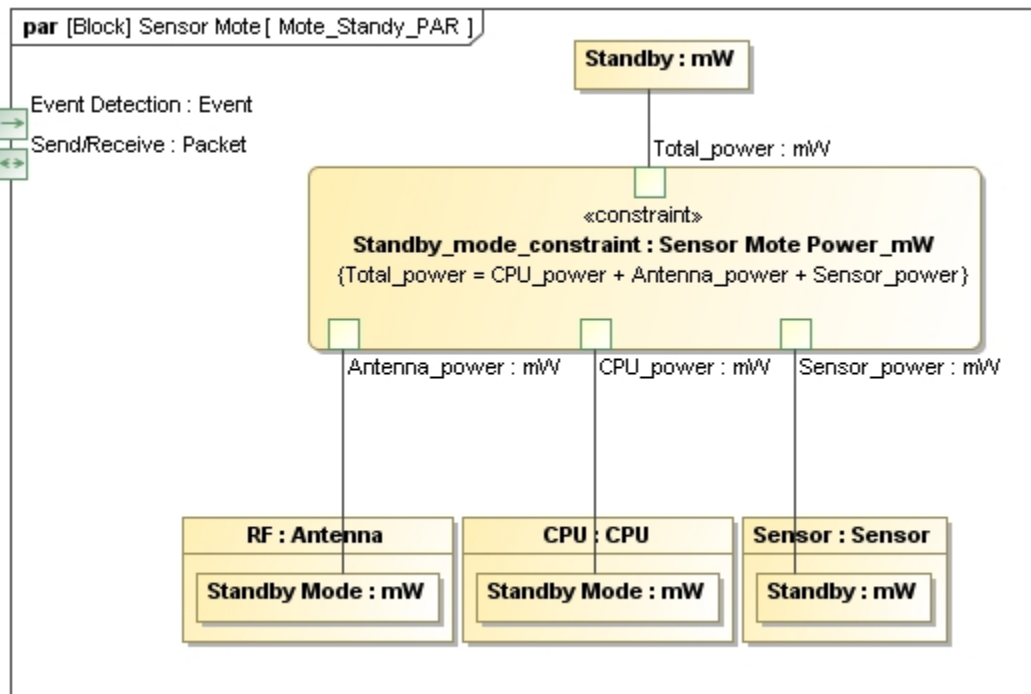 par [Block] Sensor Mote [ Mote_Standy_PAR ]
Standby : mW
Event Detection : Event
Send/Receive : Packet
Total_power : mW
«constraint»
Standby_mode_constraint : Sensor Mote Power_mW
{Total_power = CPU_power + Antenna_power + Sensor_power}
Antenna_power : mW
CPU_power : mW
Sensor_power : mW
RF : Antenna
CPU : CPU
Sensor : Sensor
Standby Mode : mW
Standby Mode : mW
Standby : mW